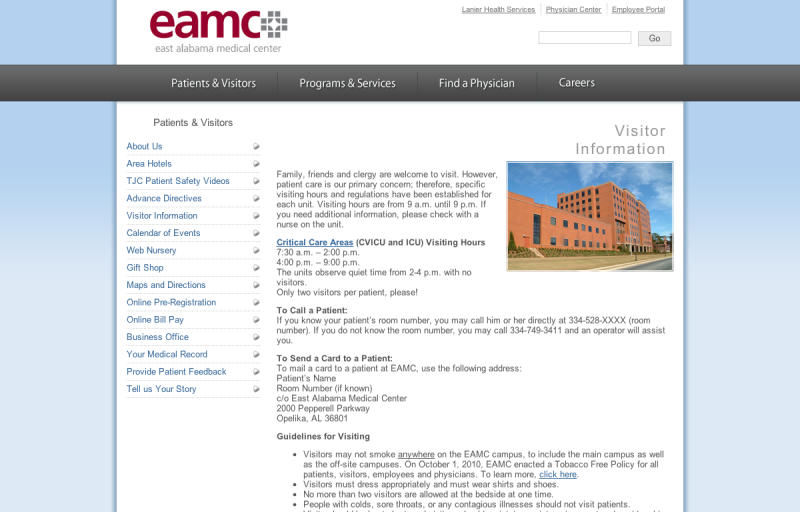 Lanier Health Services
Physician Center
Employee Portal
eamc
east alabama medical center
Go
Patients & Visitors
Programs & Services
Find a Physician
Careers
Patients & Visitors
About Us
Area Hotels
TJC Patient Safety Videos
Advance Directives
Visitor Information
Calendar of Events
Web Nursery
Gift Shop
Maps and Directions
Online Pre-Registration
Online Bill Pay
Business Office
Your Medical Record
Provide Patient Feedback
Tell us Your Story
Visitor
Information
Family, friends and clergy are welcome to visit. However,
patient care is our primary concern; therefore, specific
visiting hours and regulations have been established for
each unit. Visiting hours are from 9 a.m. until 9 p.m. If
you need additional information, please check with a
nurse on the unit.
Critical Care Areas (CVICU and ICU) Visiting Hours
7:30 a.m. – 2:00 p.m.
4:00 p.m. – 9:00 p.m.
The units observe quiet time from 2-4 p.m. with no
visitors.
Only two visitors per patient, please!
To Call a Patient:
If you know your patient's room number, you may call him or her directly at 334-528-XXXX (room
number). If you do not know the room number, you may call 334-749-3411 and an operator will assist
you.
To Send a Card to a Patient:
To mail a card to a patient at EAMC, use the following address:
Patient's Name
Room Number (if known)
c/o East Alabama Medical Center
2000 Pepperell Parkway
Opelika, AL 36801
Guidelines for Visiting
Visitors may not smoke anywhere on the EAMC campus, to include the main campus as well
as the off-site campuses. On October 1, 2010, EAMC enacted a Tobacco Free Policy for all
patients, visitors, employees and physicians. To learn more, click here.
Visitors must dress appropriately and must wear shirts and shoes.
No more than two visitors are allowed at the bedside at one time.
People with colds, sore throats, or any contagious illnesses should not visit patients.